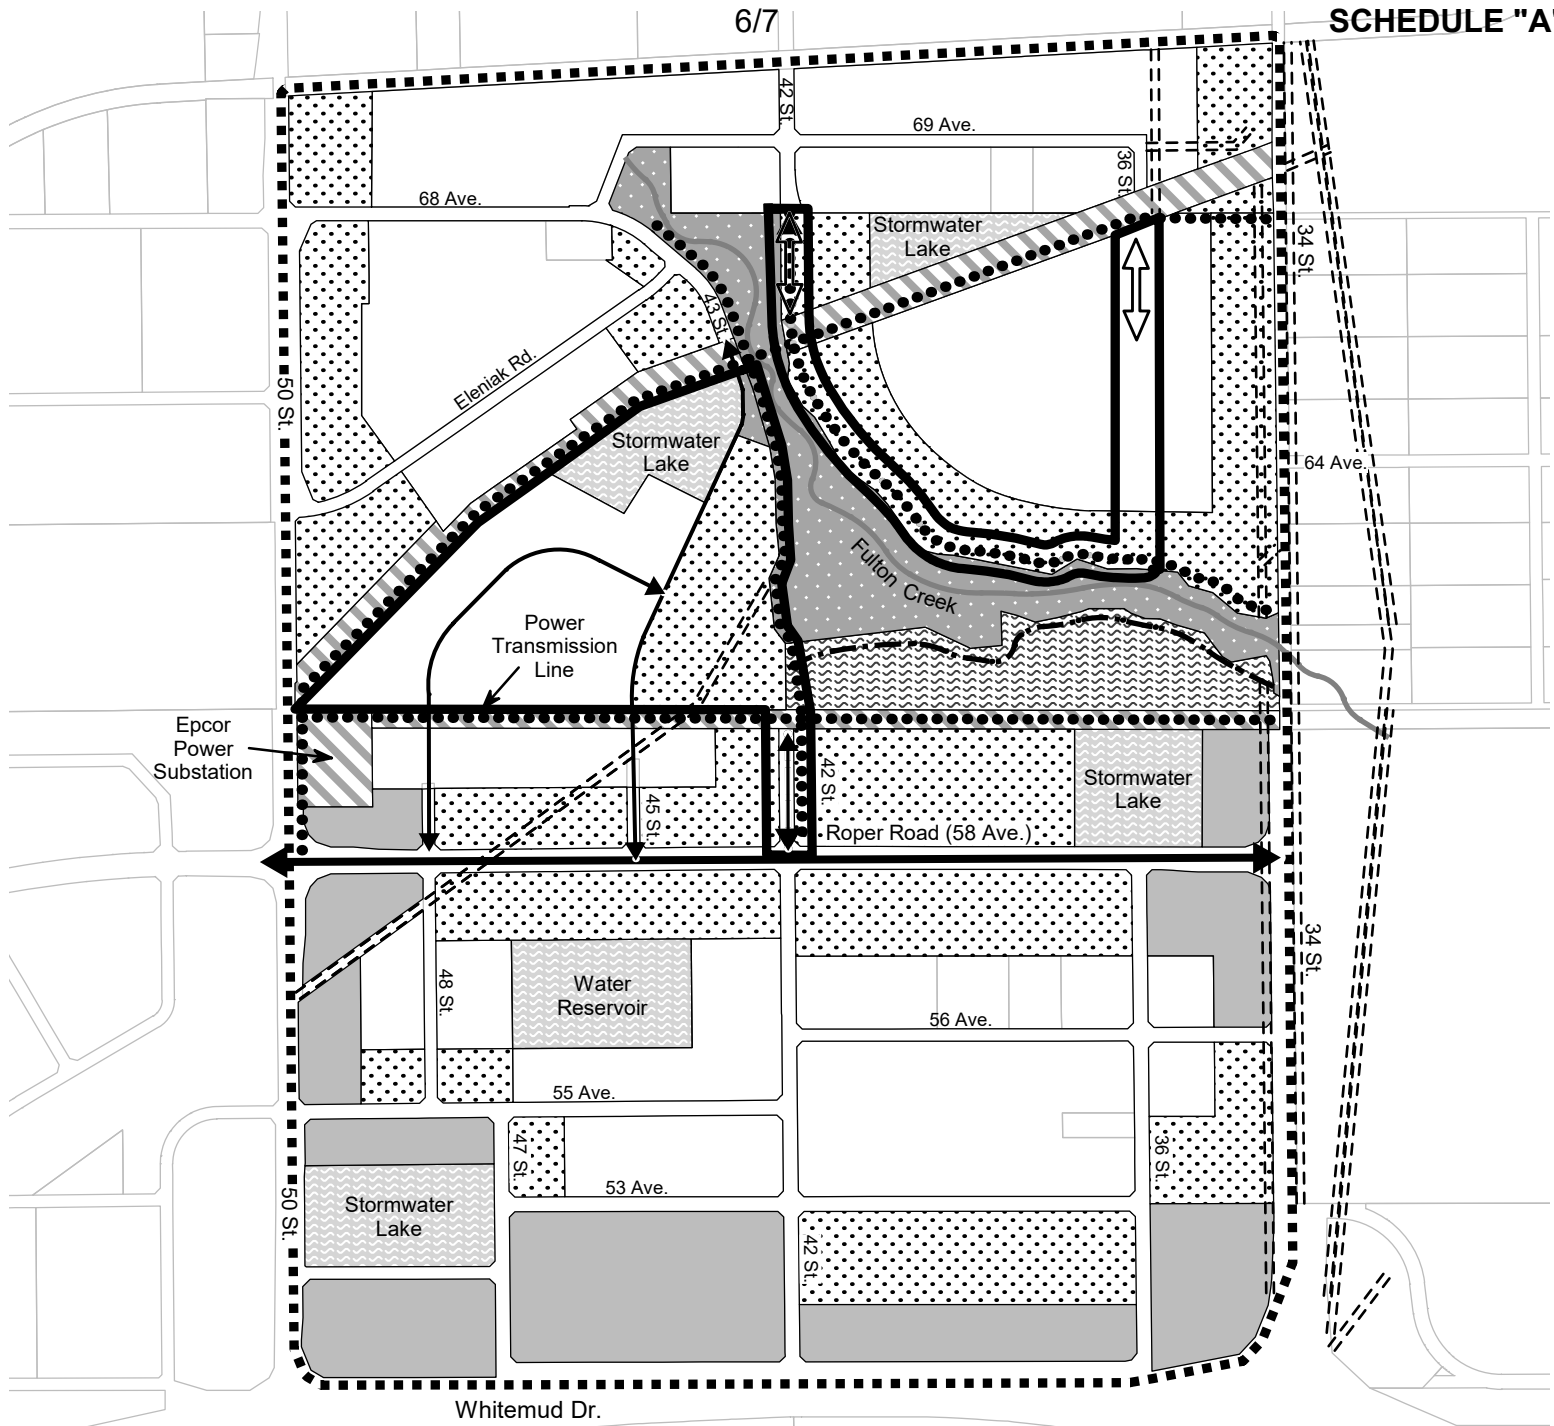 6/7
SCHEDULE "A"
42 St.
69 Ave.
36 St.
68 Ave.
Stormwater
Lake
34 St.
43 St.
Eleniak Rd.
50 St.
Stormwater
Lake
64 Ave.
Fulton Creek
Power
Transmission
Line
Epcor
Power
Substation
42 St.
Stormwater
Lake
45 St.
Roper Road (58 Ave.)
34 St.
48 St.
Water
Reservoir
56 Ave.
55 Ave.
47 St.
36 St.
53 Ave.
50 St.
Stormwater
Lake
42 St.
Whitemud Dr.